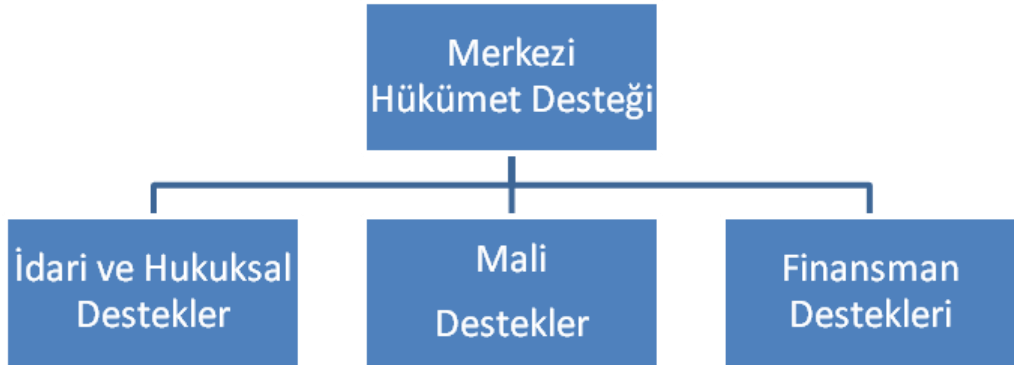 Merkezi
Hükümet Desteği
İdari ve Hukuksal
Destekler
Mali
Destekler
Finansman
Destekleri